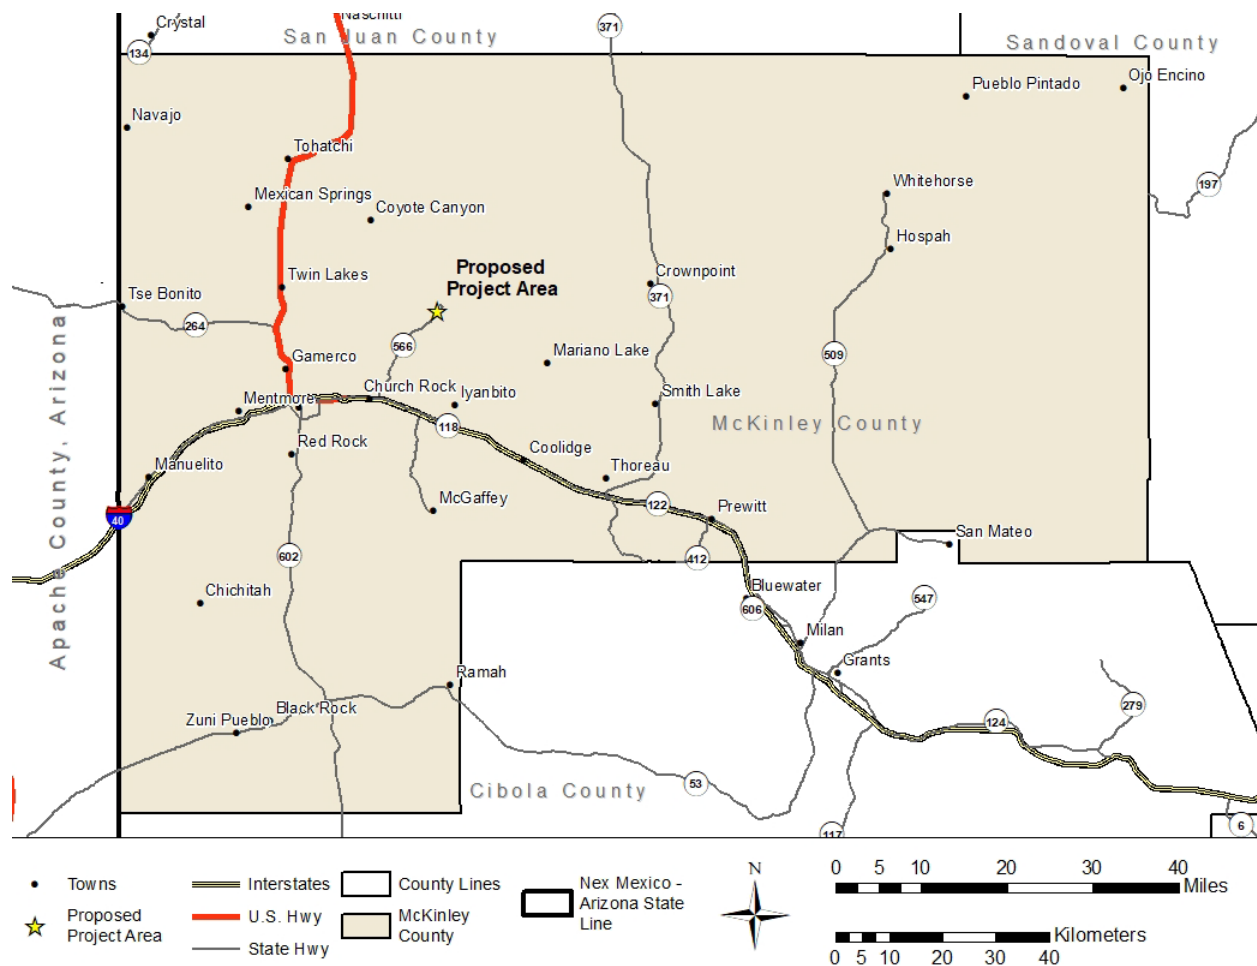 Crystal
Naschitti
134
San Juan County
371
Sandoval County
Pueblo Pintado
Ojo Encino
Navajo
Tohatchi
Whitehorse
197
Mexican Springs
Coyote Canyon
Hospah
Proposed
Project Area
Crownpoint
Twin Lakes
371
Tse Bonito
264
566
509
Mariano Lake
Gamerco
Apache County, Arizona
Church Rock
Iyanbito
Smith Lake
Mentmore
118
McKinley County
Red Rock
Coolidge
Manuelito
Thoreau
McGaffey
122
Prewitt
40
San Mateo
602
412
Chichitah
Bluewater
606
547
Milan
Grants
Ramah
Black Rock
Zuni Pueblo
279
124
53
Cibola County
117
6
Towns
Proposed
Project Area
Interstates
U.S. Hwy
State Hwy
County Lines
McKinley
County
Nex Mexico -
Arizona State
Line
N
0 5 10 20 30 40
Miles
Kilometers
0 5 10 20 30 40